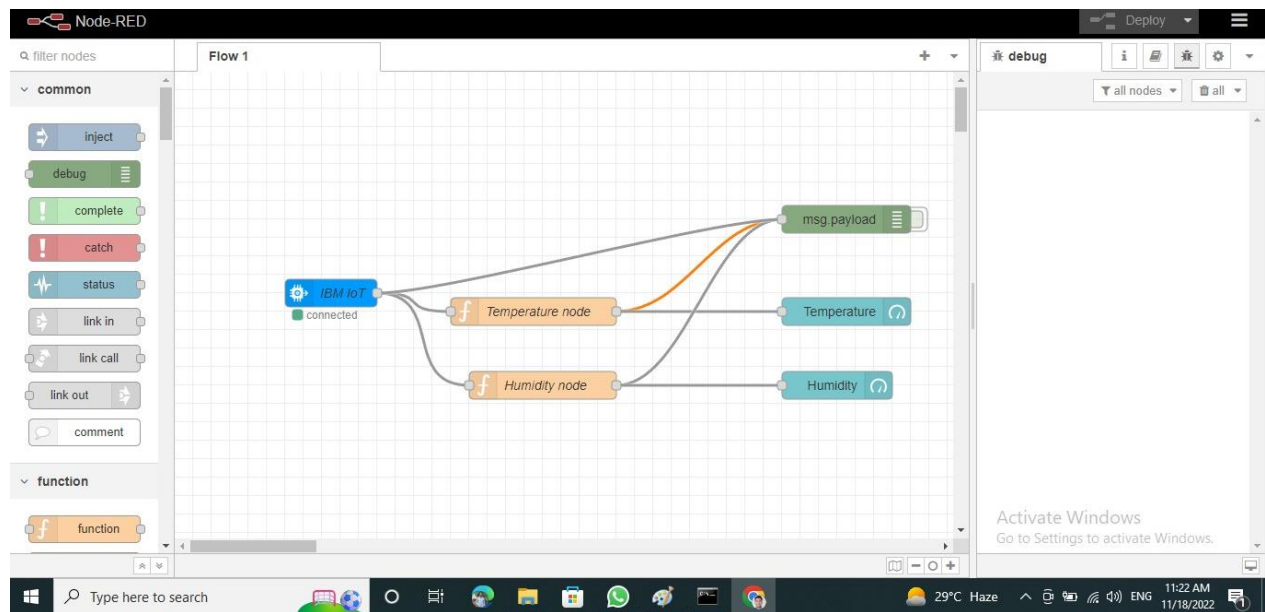 Node-RED
Deploy
filter nodes
Flow 1
debug
i
common
all nodes
all
inject
debug
complete
catch
status
link in
link call
link out
comment
function
function
IBM IoT
connected
Temperature node
Humidity node
msg.payload
Temperature
Humidity
Activate Windows
Go to Settings to activate Windows.
Type here to search
29°C Haze
ENG
11:22 AM
11/18/2022